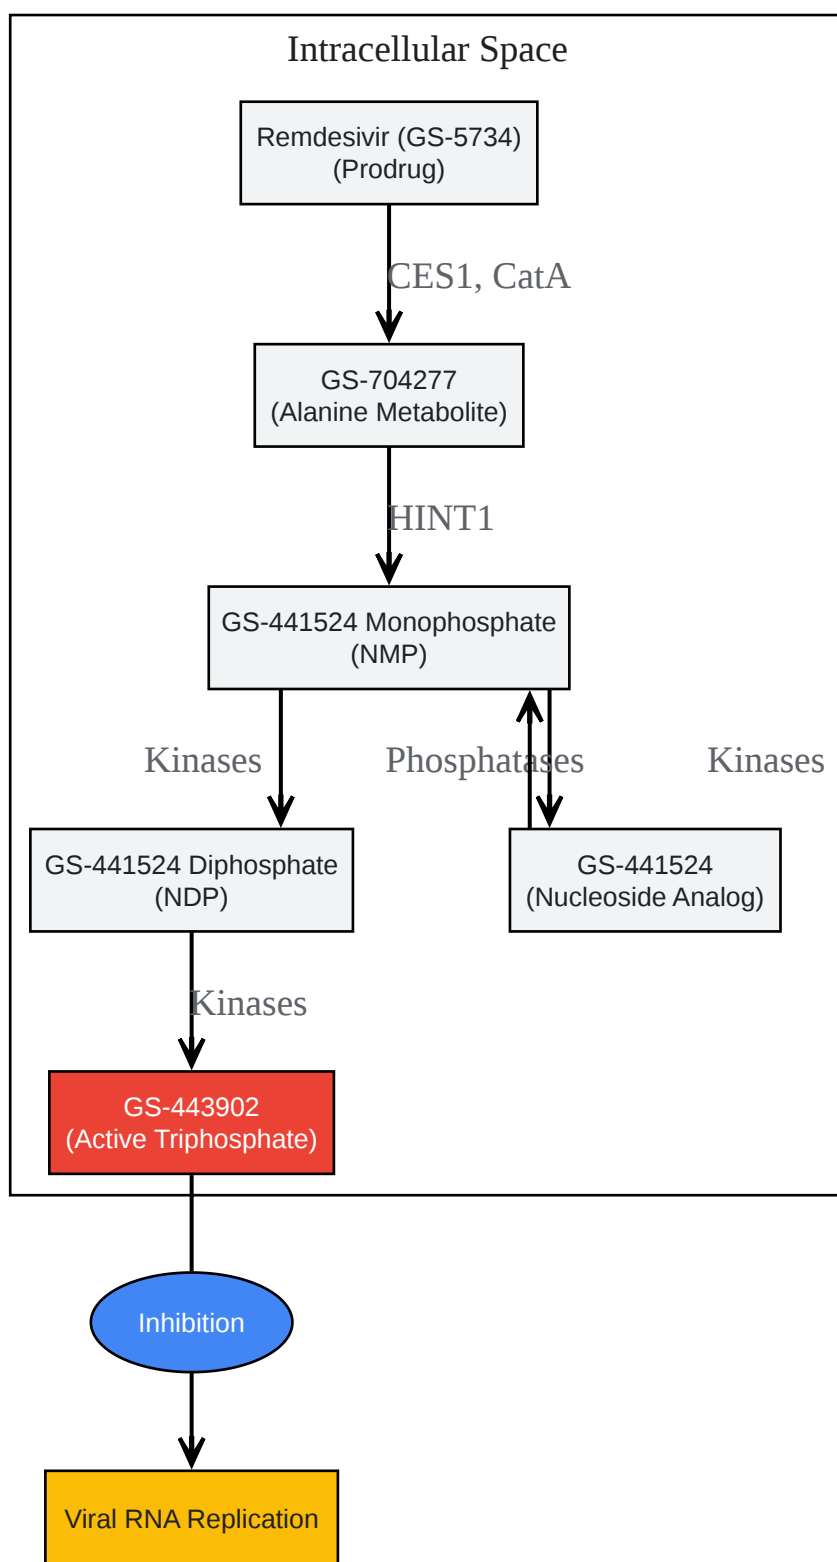 Intracellular Space
Remdesivir (GS-5734)
(Prodrug)
CES1, CatA
GS-704277
(Alanine Metabolite)
HINT1
GS-441524 Monophosphate
(NMP)
Kinases
Phosphatases
Kinases
GS-441524 Diphosphate
(NDP)
GS-441524
(Nucleoside Analog)
Kinases
GS-443902
(Active Triphosphate)
Inhibition
Viral RNA Replication